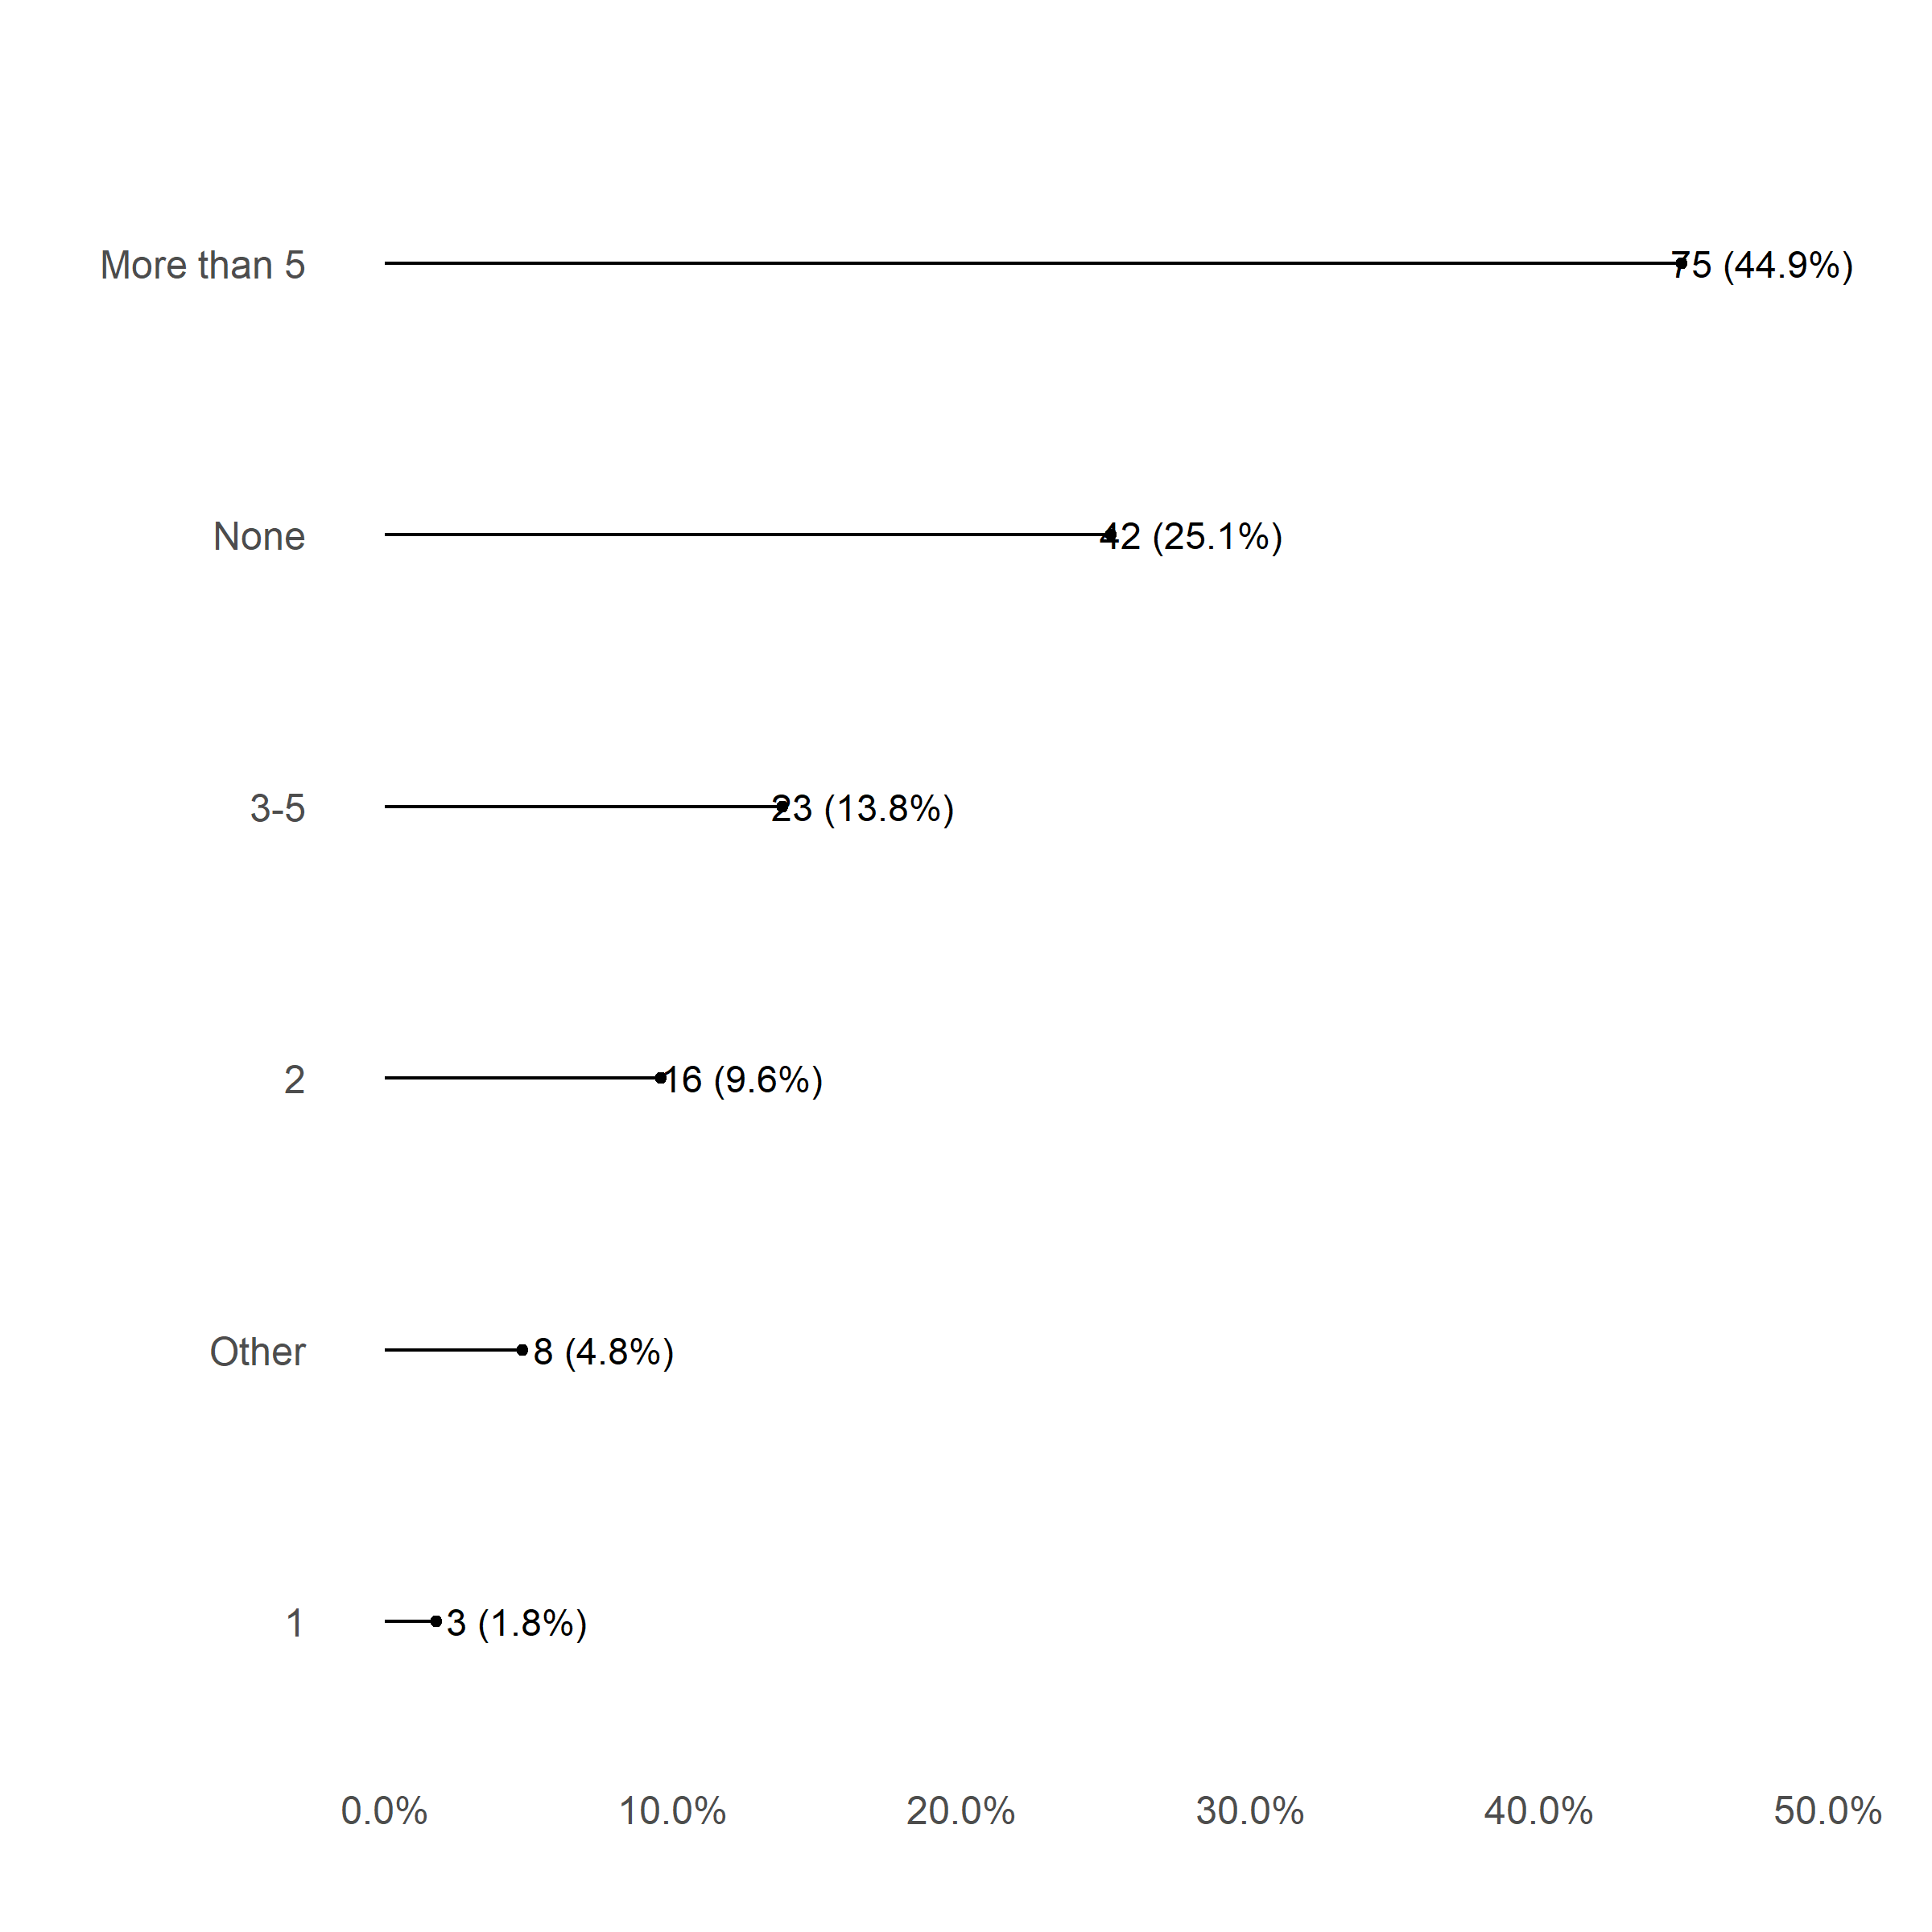 More than 5 75 (44.9%)
None 42 (25.1%)
3-5 23 (13.8%)
2 16 (9.6%)
Other 8 (4.8%)
1 3 (1.8%)
0.0% 10.0% 20.0% 30.0% 40.0% 50.0%